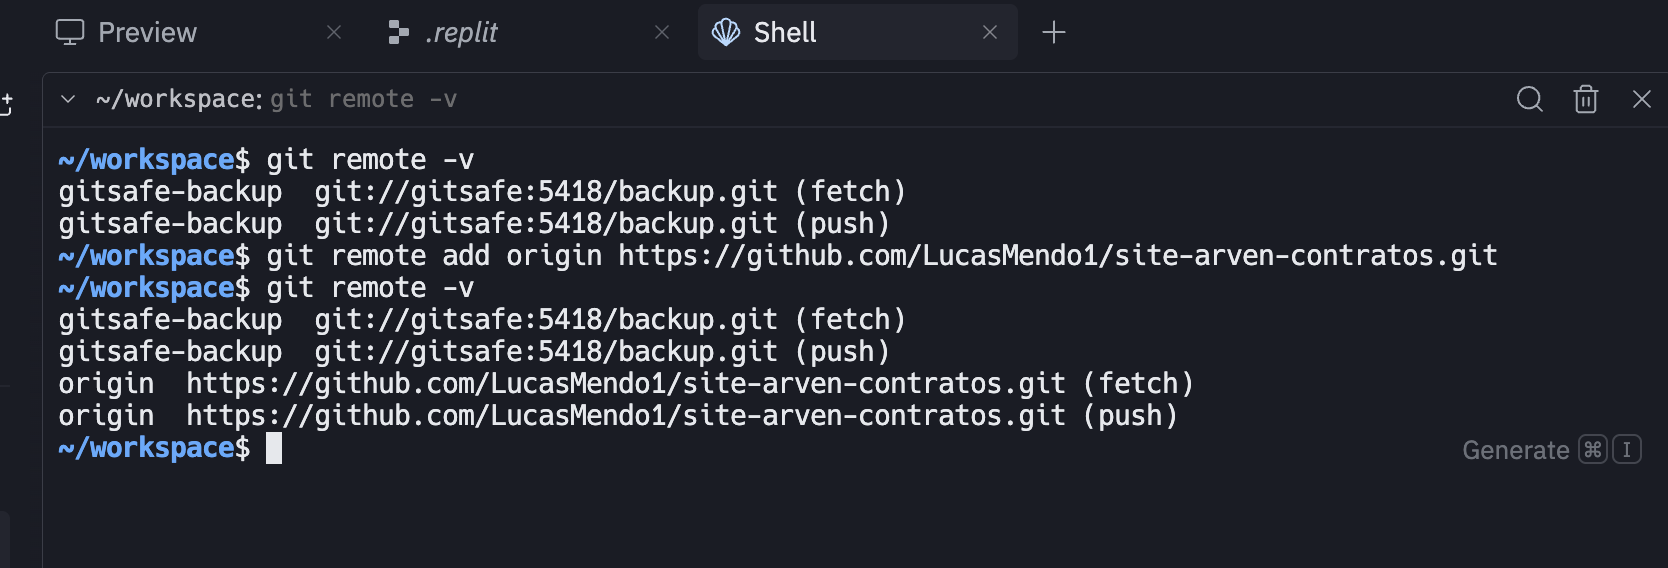 Preview
.replit
Shell
~/workspace: git remote -v
~/workspace$ git remote -v
gitsafe-backup  git://gitsafe:5418/backup.git (fetch)
gitsafe-backup  git://gitsafe:5418/backup.git (push)
~/workspace$ git remote add origin https://github.com/LucasMendo1/site-arven-contratos.git
~/workspace$ git remote -v
gitsafe-backup  git://gitsafe:5418/backup.git (fetch)
gitsafe-backup  git://gitsafe:5418/backup.git (push)
origin  https://github.com/LucasMendo1/site-arven-contratos.git (fetch)
origin  https://github.com/LucasMendo1/site-arven-contratos.git (push)
~/workspace$
Generate ⌘ I